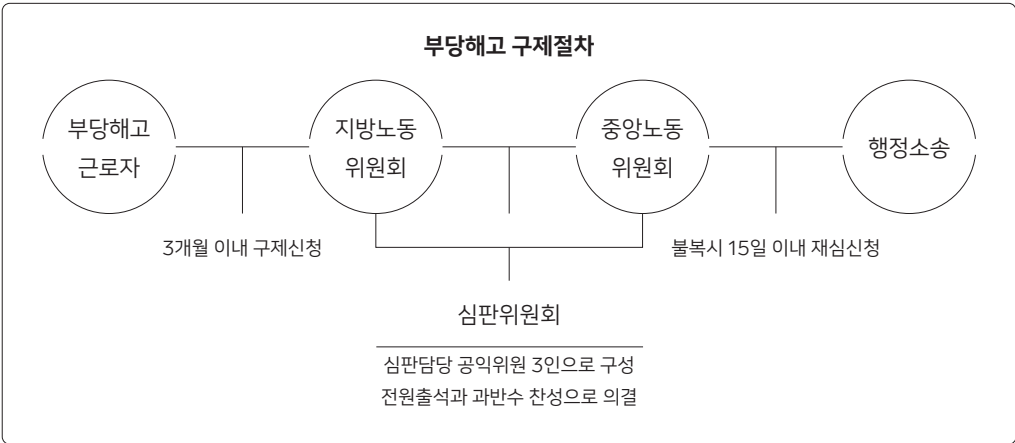 부당해고 구제절차
부당해고
근로자
지방노동
위원회
중앙노동
위원회
행정소송
3개월 이내 구제신청
불복시 15일 이내 재심신청
심판위원회
심판담당 공익위원 3인으로 구성
전원출석과 과반수 찬성으로 의결